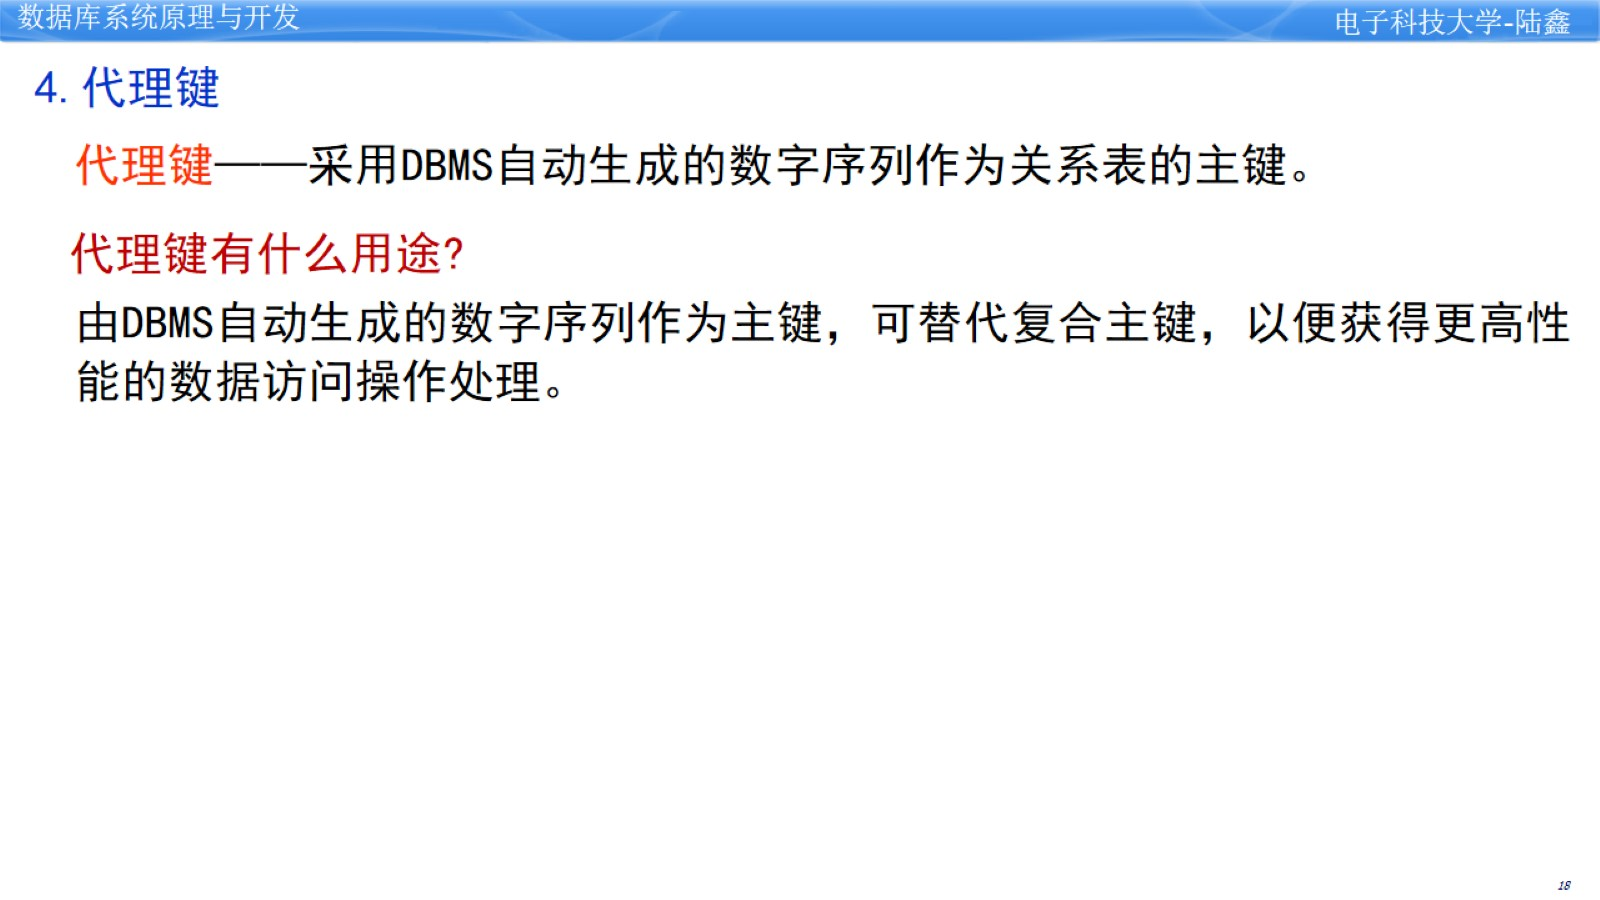 数据库系统原理与开发
电子科技大学-陆鑫
4. 代理键
代理键——采用DBMS自动生成的数字序列作为关系表的主键。
代理键有什么用途?
由DBMS自动生成的数字序列作为主键，可替代复合主键，以便获得更高性
能的数据访问操作处理。
18